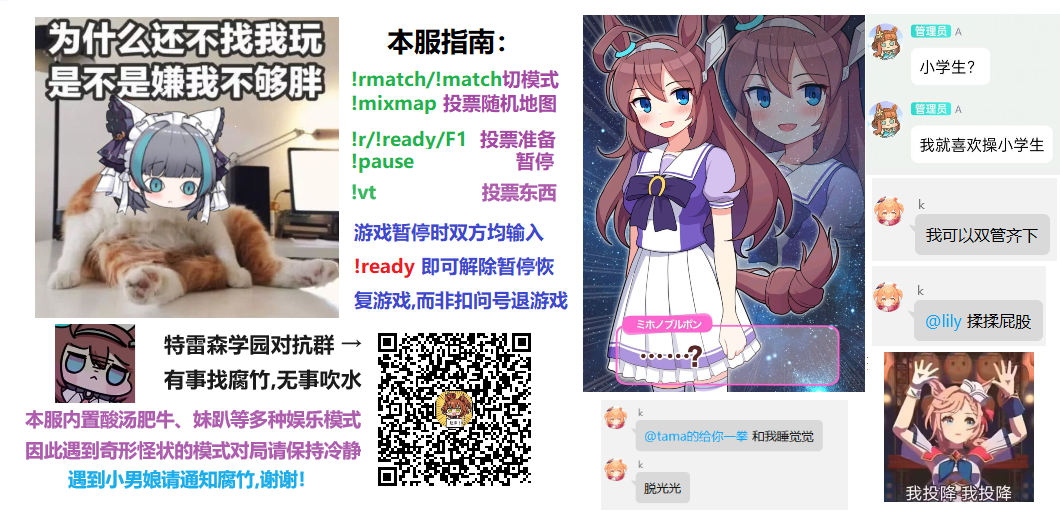 为什么还不找我玩
是不是嫌我不够胖
本服指南：
!rmatch/!match切模式
!mixmap 投票随机地图
!r/!ready/F1 投票准备
!pause 暂停
!vt 投票东西
游戏暂停时双方均输入
!ready 即可解除暂停恢
复游戏,而非扣问号退游戏
特雷森学园对抗群 →
有事找腐竹,无事吹水
本服内置酸汤肥牛、妹趴等多种娱乐模式
因此遇到奇形怪状的模式对局请保持冷静
遇到小男娘请通知腐竹,谢谢!
ミホノブルボン
……?
管理员 A
小学生?
管理员 A
我就喜欢操小学生
k
我可以双管齐下
k
@lily 揉揉屁股
k
@tama的给你一拳 和我睡觉觉
k
脱光光
我投降 我投降